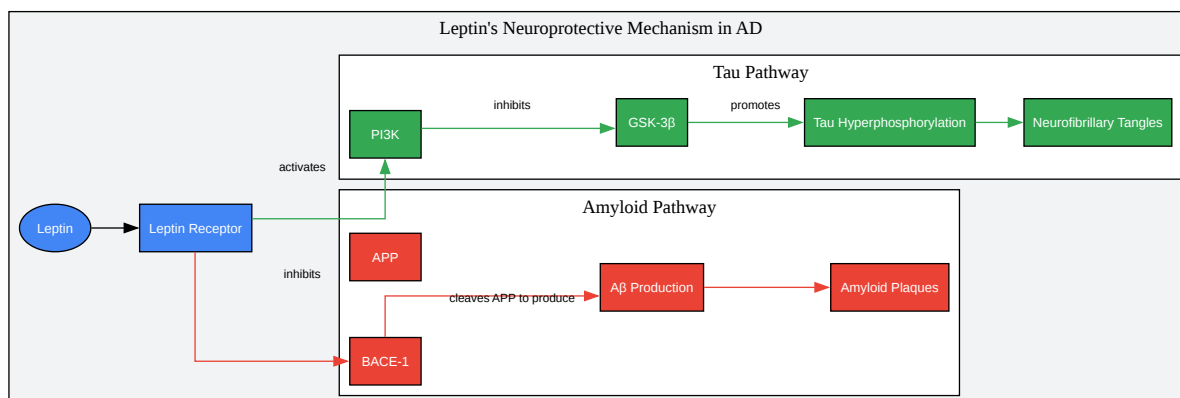 Leptin's Neuroprotective Mechanism in AD
Tau Pathway
PI3K
inhibits
GSK-3β
promotes
Tau Hyperphosphorylation
Neurofibrillary Tangles
activates
Leptin
Leptin Receptor
inhibits
Amyloid Pathway
APP
cleaves APP to produce
Aβ Production
Amyloid Plaques
BACE-1